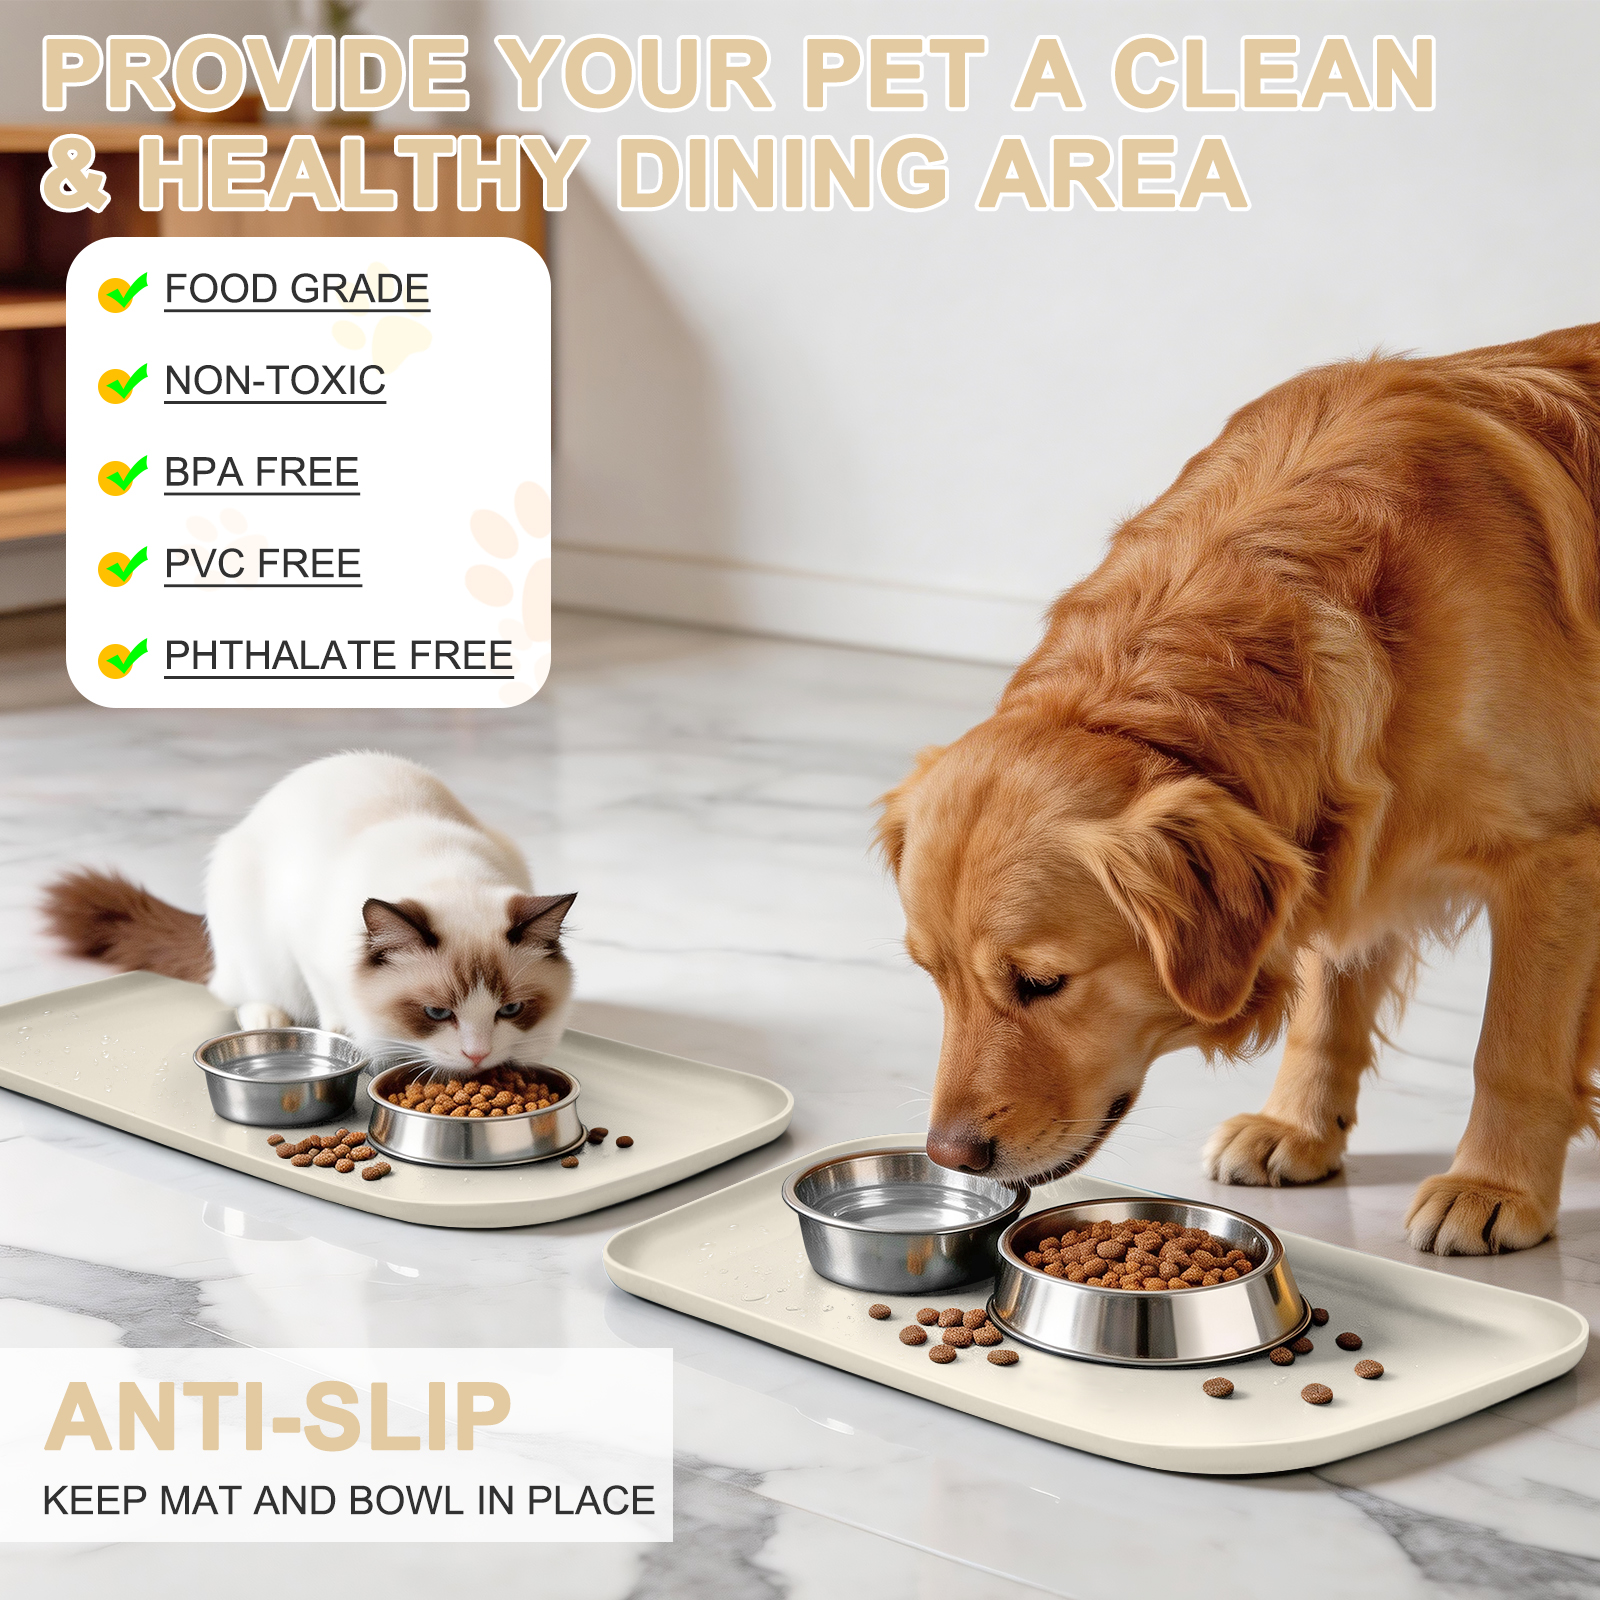 PROVIDE YOUR PET A CLEAN
& HEALTHY DINING AREA
FOOD GRADE
NON-TOXIC
BPA FREE
PVC FREE
PHTHALATE FREE
ANTI-SLIP
KEEP MAT AND BOWL IN PLACE